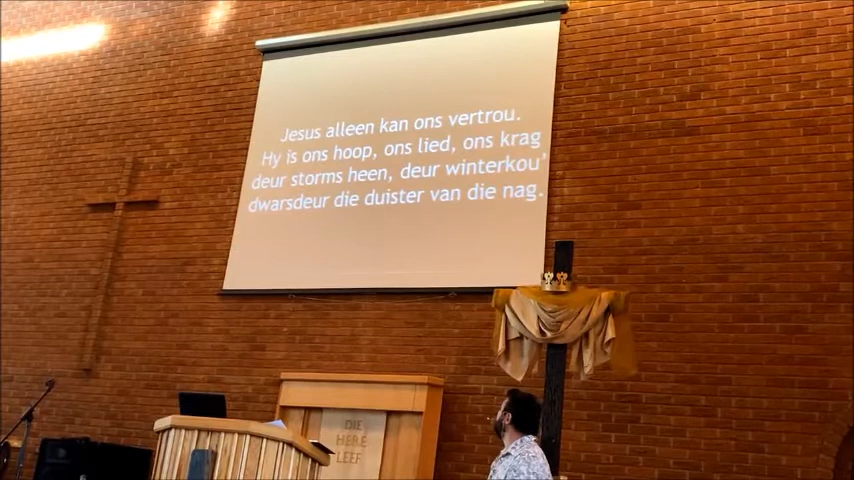 Jesus alleen kan ons vertrou.
Hy is ons hoop, ons lied, ons krag
deur storms heen, deur winterkou'
dwarsdeur die duister van die nag.
DIE
HERE
LEEF